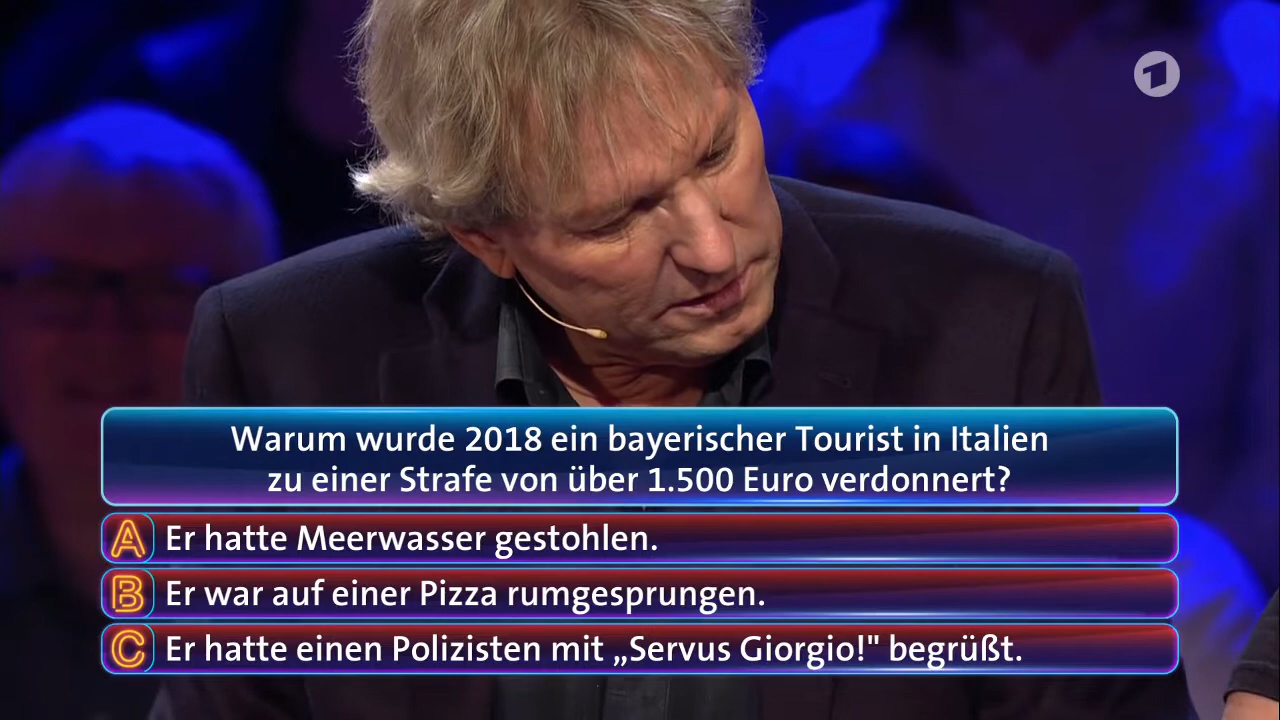 Warum wurde 2018 ein bayerischer Tourist in Italien
zu einer Strafe von über 1.500 Euro verdonnert?
A Er hatte Meerwasser gestohlen.
B Er war auf einer Pizza rumgesprungen.
C Er hatte einen Polizisten mit „Servus Giorgio!" begrüßt.